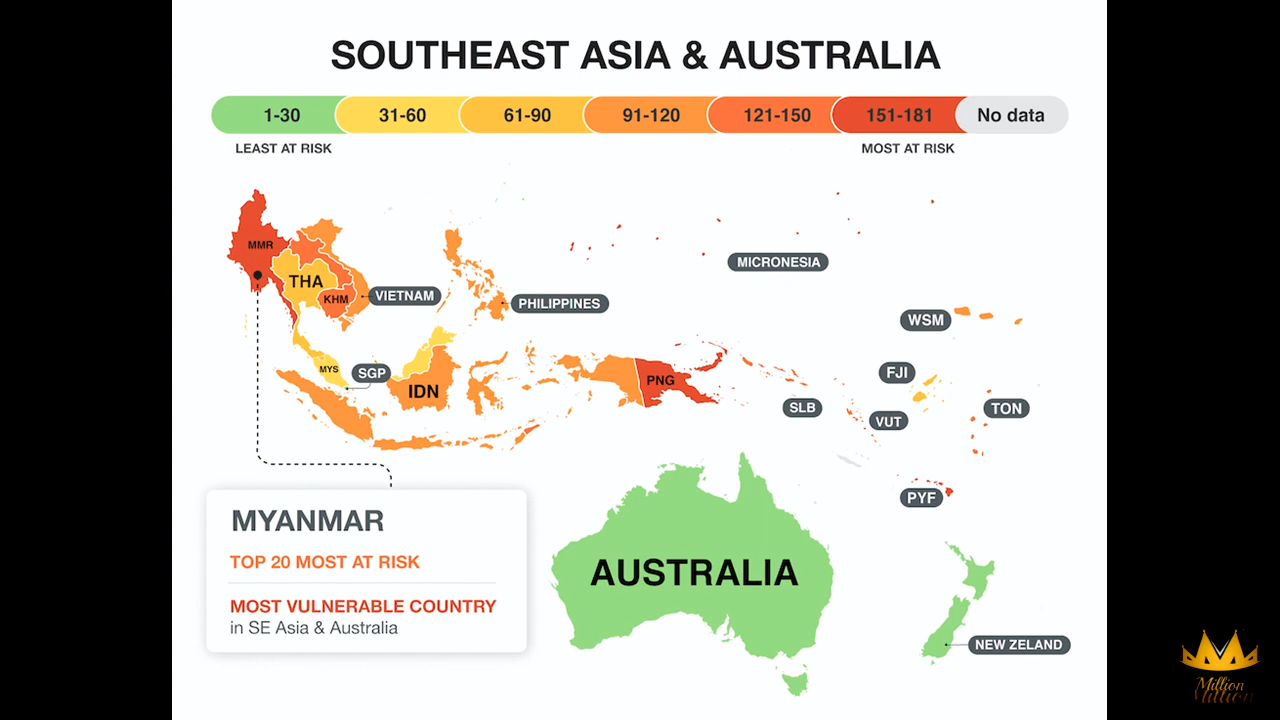 SOUTHEAST ASIA & AUSTRALIA
1-30
31-60
61-90
91-120
121-150
151-181
No data
LEAST AT RISK
MOST AT RISK
MMR
THA
KHM
VIETNAM
PHILIPPINES
MICRONESIA
WSM
MYS
SGP
IDN
PNG
SLB
FJI
VUT
TON
PYF
MYANMAR
TOP 20 MOST AT RISK
MOST VULNERABLE COUNTRY
in SE Asia & Australia
AUSTRALIA
NEW ZELAND
Million
Million